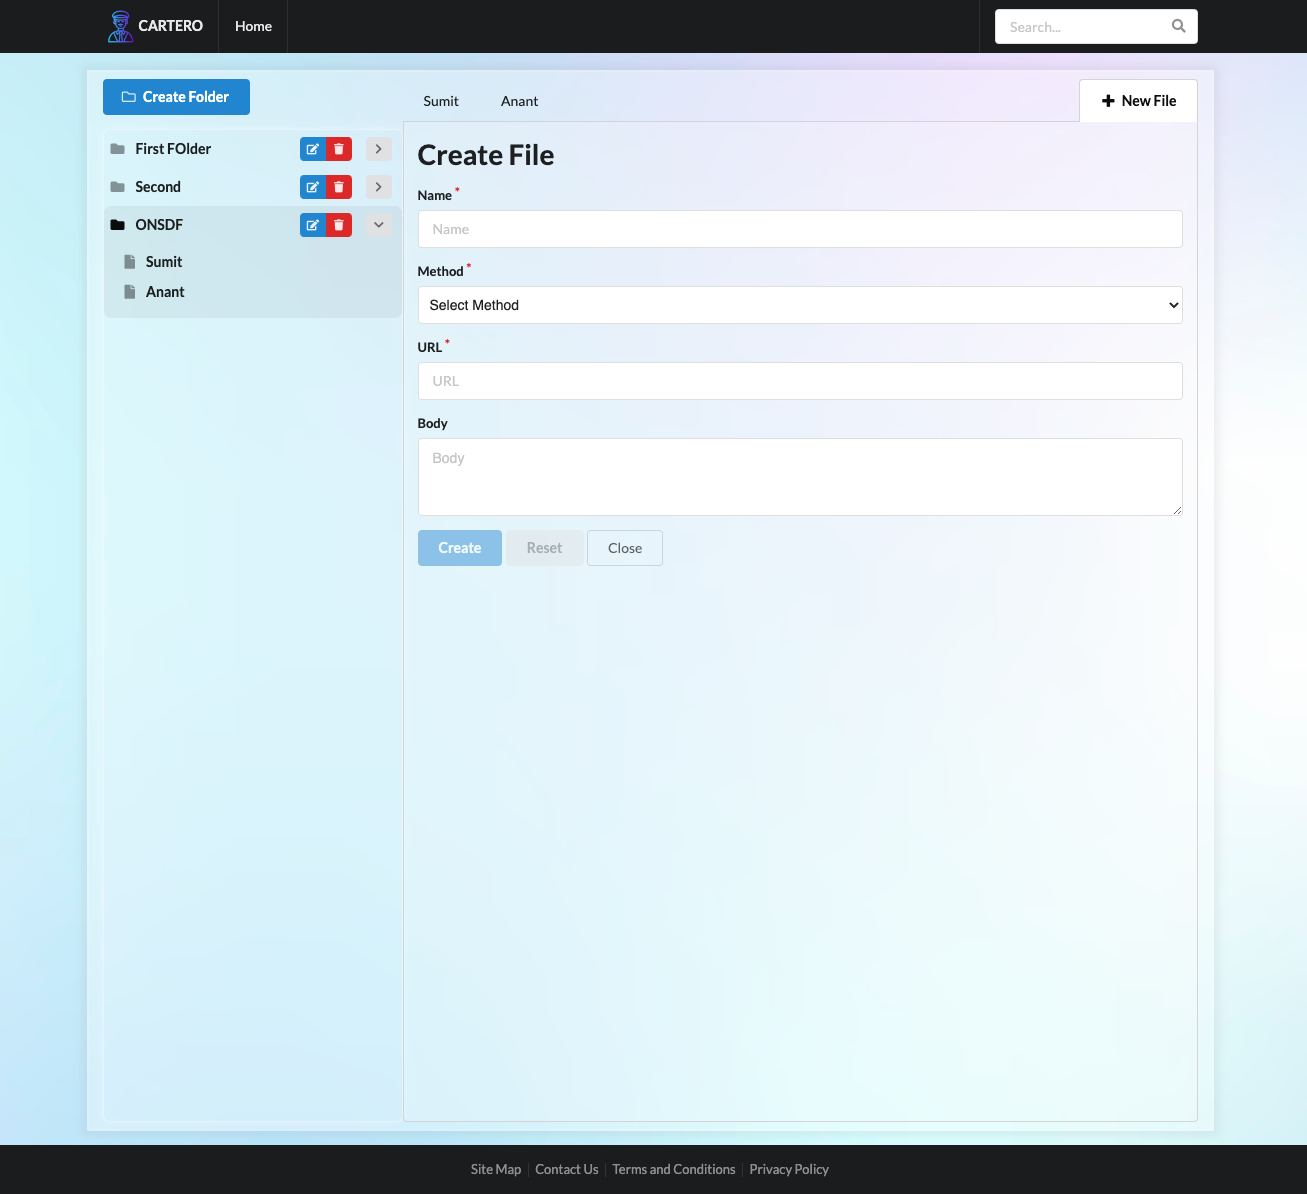 CARTERO
Home
Search...
Create Folder
First FOlder
Second
ONSDF
Sumit
Anant
Sumit Anant
New File
Create File
Name *
Name
Method *
Select Method
URL *
URL
Body
Body
Create Reset Close
Site Map Contact Us Terms and Conditions Privacy Policy